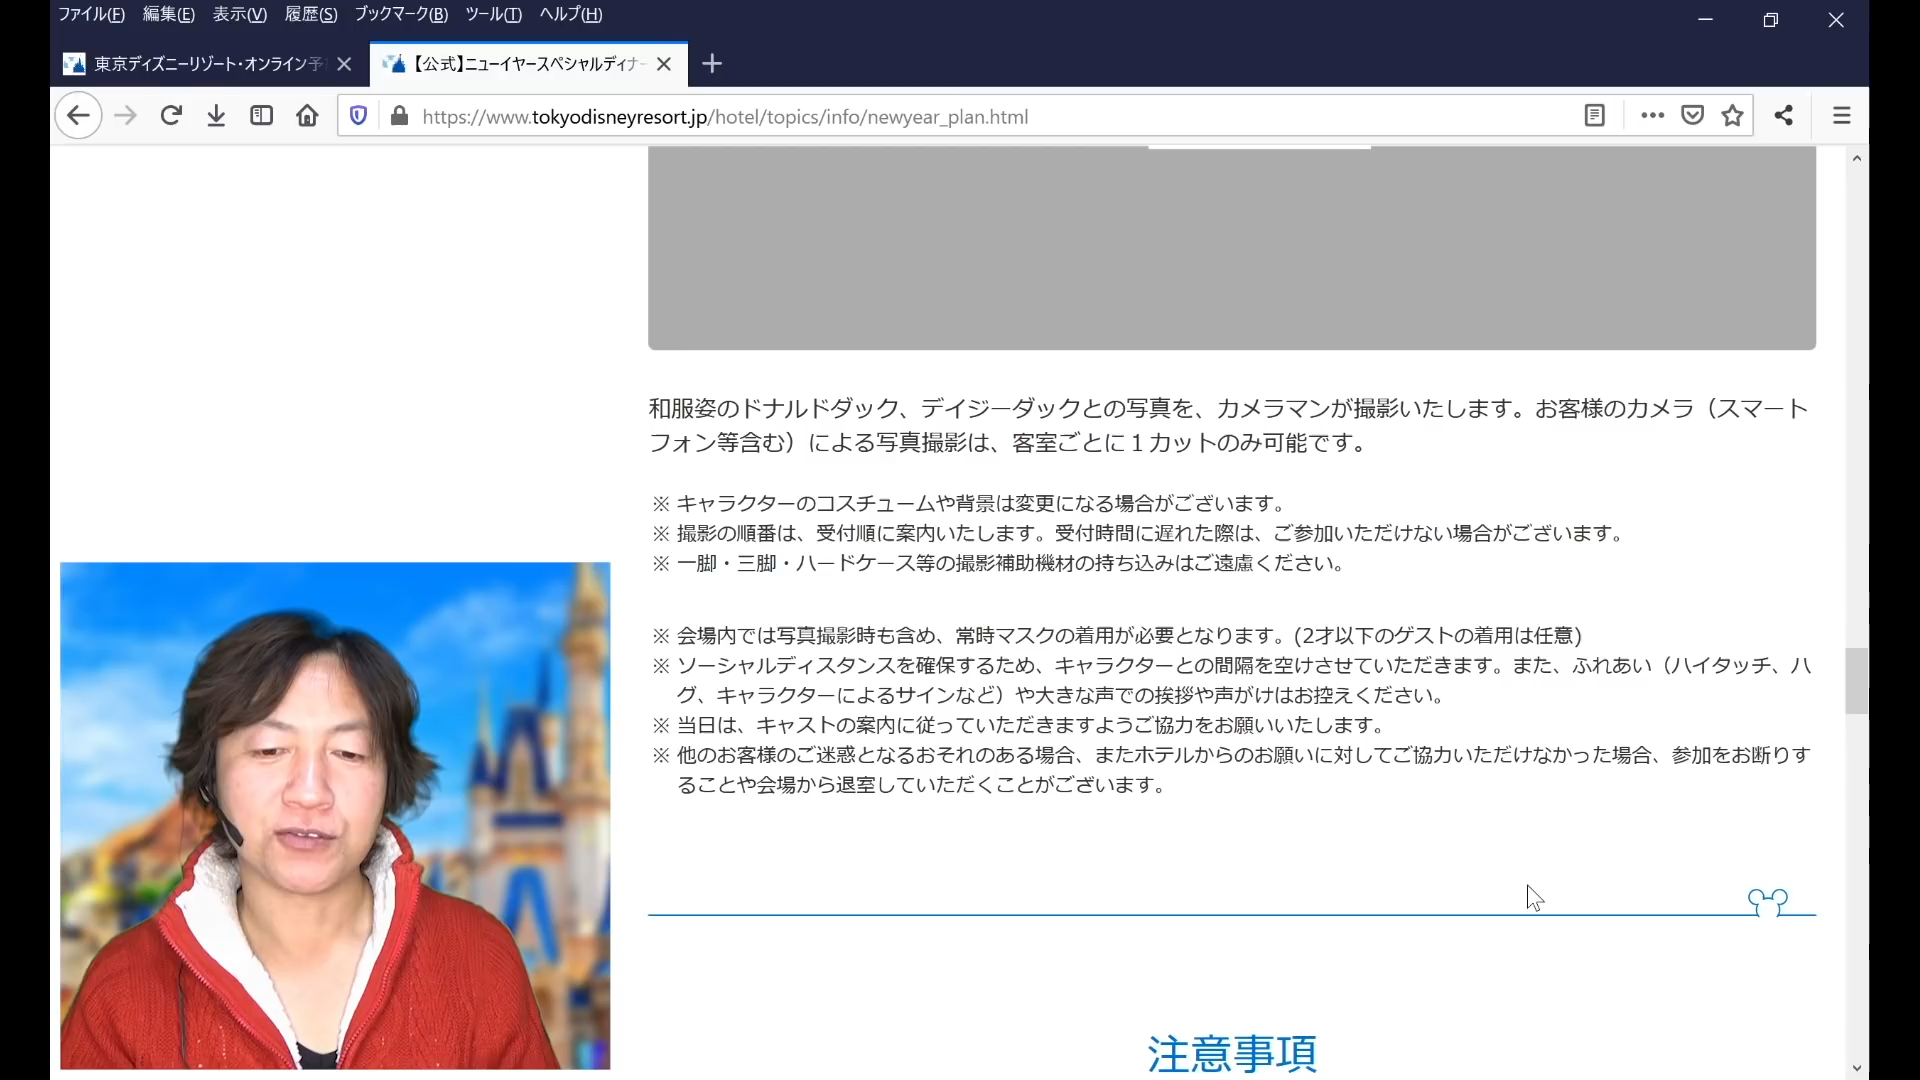 ファイル(F) 編集(E) 表示(V) 履歴(S) ブックマーク(B) ツール(T) ヘルプ(H)
東京ディズニーリゾート・オンライン予
【公式】ニューイヤースペシャルディナー
https://www.tokyodisneyresort.jp/hotel/topics/info/newyear_plan.html
和服姿のドナルドダック、デイジーダックとの写真を、カメラマンが撮影いたします。お客様のカメラ（スマート
フォン等含む）による写真撮影は、客室ごとに１カットのみ可能です。
※ キャラクターのコスチュームや背景は変更になる場合がございます。
※ 撮影の順番は、受付順に案内いたします。受付時間に遅れた際は、ご参加いただけない場合がございます。
※ 一脚・三脚・ハードケース等の撮影補助機材の持ち込みはご遠慮ください。
※ 会場内では写真撮影時も含め、常時マスクの着用が必要となります。(2才以下のゲストの着用は任意)
※ ソーシャルディスタンスを確保するため、キャラクターとの間隔を空けさせていただきます。また、ふれあい（ハイタッチ、ハ
グ、キャラクターによるサインなど）や大きな声での挨拶や声がけはお控えください。
※ 当日は、キャストの案内に従っていただきますようご協力をお願いいたします。
※ 他のお客様のご迷惑となるおそれのある場合、またホテルからのお願いに対してご協力いただけなかった場合、参加をお断りす
ることや会場から退室していただくことがございます。
注意事項